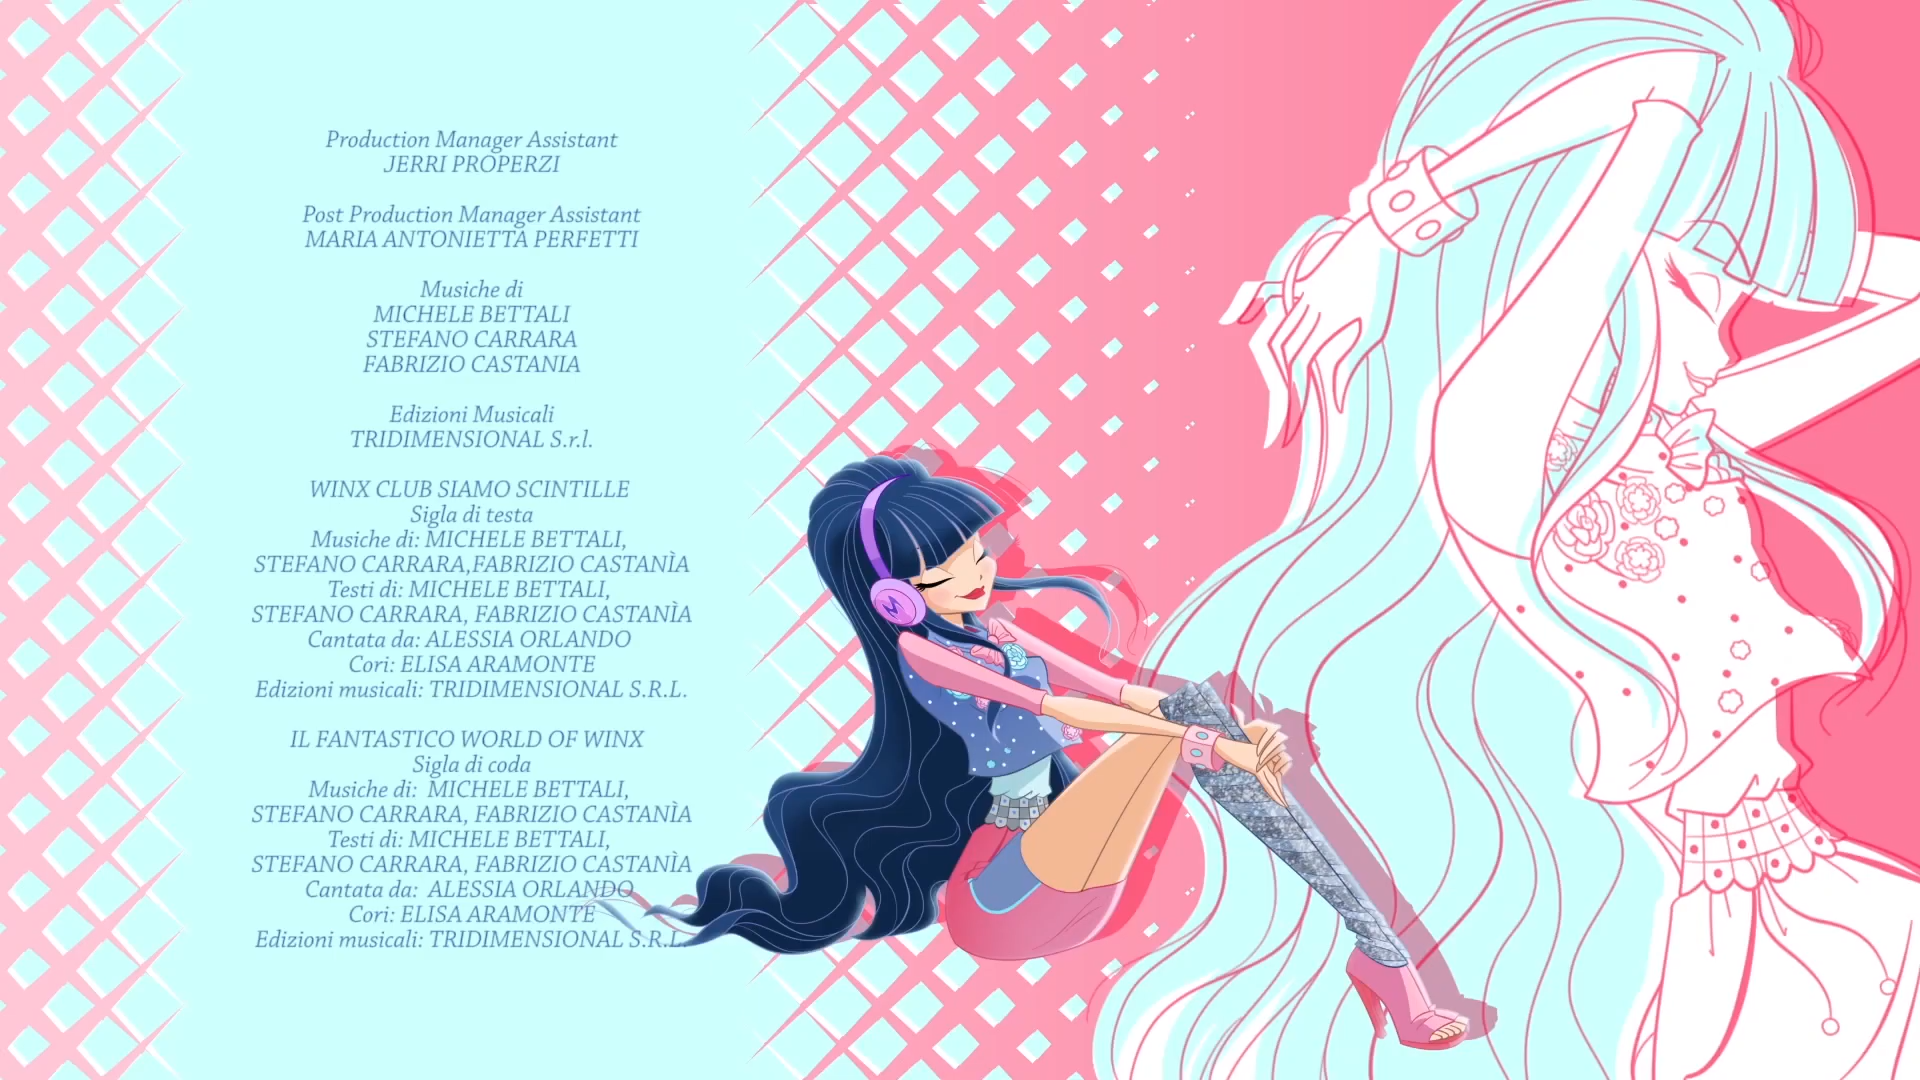 Production Manager Assistant
JERRI PROPERZI
Post Production Manager Assistant
MARIA ANTONIETTA PERFETTI
Musiche di
MICHELE BETTALI
STEFANO CARRARA
FABRIZIO CASTANIA
Edizioni Musicali
TRIDIMENSIONAL S.r.l.
WINX CLUB SIAMO SCINTILLE
Sigla di testa
Musiche di: MICHELE BETTALI,
STEFANO CARRARA,FABRIZIO CASTANÌA
Testi di: MICHELE BETTALI,
STEFANO CARRARA, FABRIZIO CASTANÌA
Cantata da: ALESSIA ORLANDO
Cori: ELISA ARAMONTE
Edizioni musicali: TRIDIMENSIONAL S.R.L.
IL FANTASTICO WORLD OF WINX
Sigla di coda
Musiche di:  MICHELE BETTALI,
STEFANO CARRARA, FABRIZIO CASTANÌA
Testi di: MICHELE BETTALI,
STEFANO CARRARA, FABRIZIO CASTANÌA
Cantata da:  ALESSIA ORLANDO
Cori: ELISA ARAMONTE
Edizioni musicali: TRIDIMENSIONAL S.R.L.
M